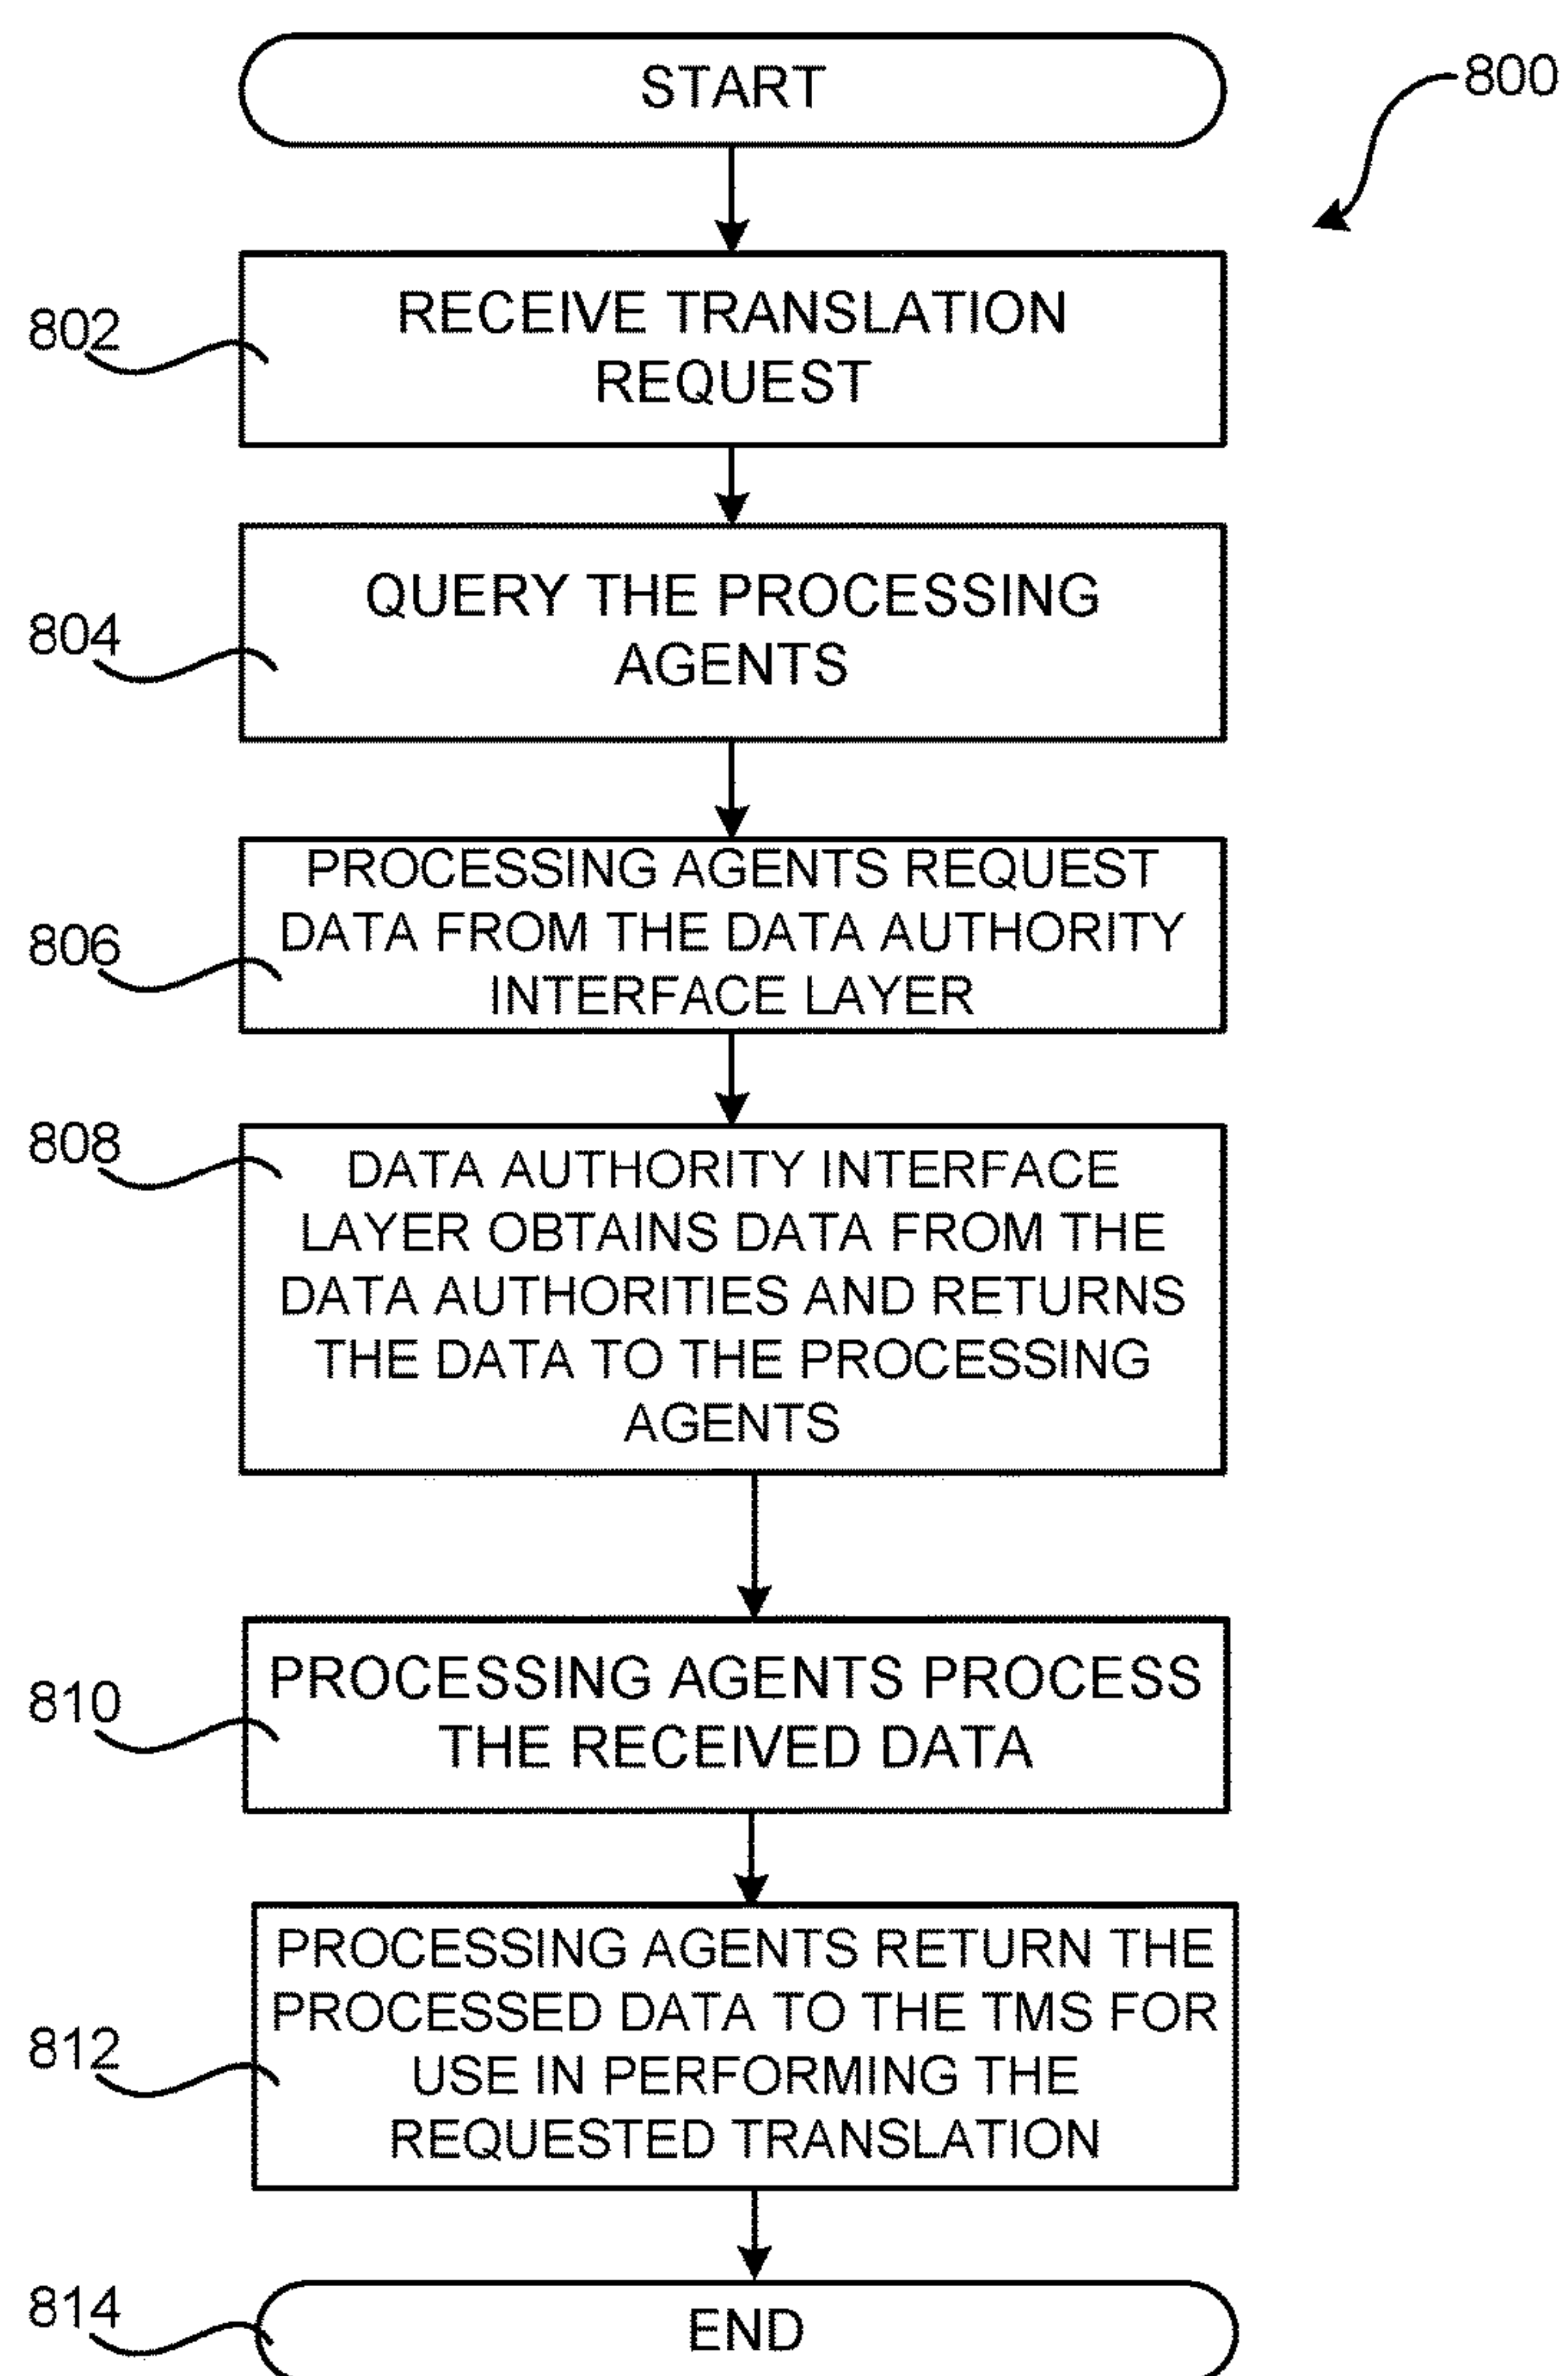 START
800
802
RECEIVE TRANSLATION
REQUEST
804
QUERY THE PROCESSING
AGENTS
806
PROCESSING AGENTS REQUEST
DATA FROM THE DATA AUTHORITY
INTERFACE LAYER
808
DATA AUTHORITY INTERFACE
LAYER OBTAINS DATA FROM THE
DATA AUTHORITIES AND RETURNS
THE DATA TO THE PROCESSING
AGENTS
810
PROCESSING AGENTS PROCESS
THE RECEIVED DATA
812
PROCESSING AGENTS RETURN THE
PROCESSED DATA TO THE TMS FOR
USE IN PERFORMING THE
REQUESTED TRANSLATION
814
END